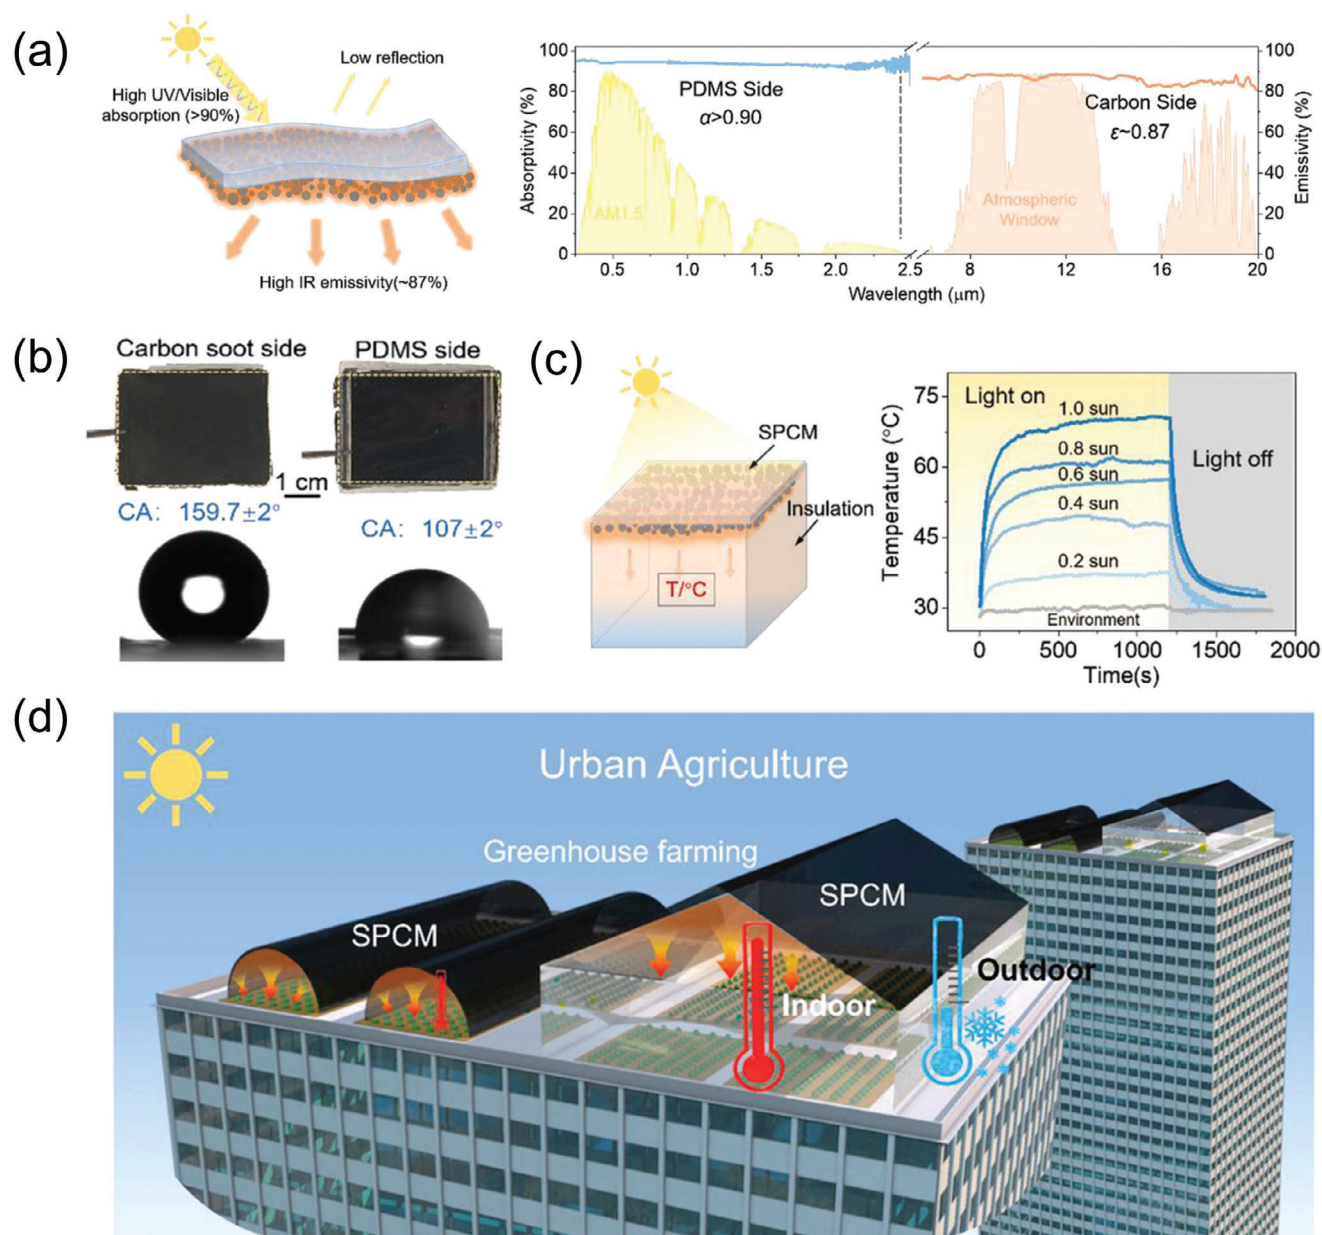 (a)
High UV/Visible
absorption (>90%)
Low reflection
High IR emissivity(~87%)
Absorptivity (%)
100
80
60
40
20
0
PDMS Side
α>0.90
AM1.5
Carbon Side
ε~0.87
Atmospheric
Window
100
80
60
40
20
0
Emissivity (%)
0.5 1.0 1.5 2.0 2.5 8 12 16 20
Wavelength (μm)
(b)
Carbon soot side
PDMS side
1 cm
CA: 159.7±2°
CA: 107±2°
(c)
SPCM
Insulation
T/°C
Temperature (°C)
75
60
45
30
Light on
Light off
1.0 sun
0.8 sun
0.6 sun
0.4 sun
0.2 sun
Environment
0 500 1000 1500 2000
Time(s)
(d)
Urban Agriculture
Greenhouse farming
SPCM
SPCM
Indoor
Outdoor